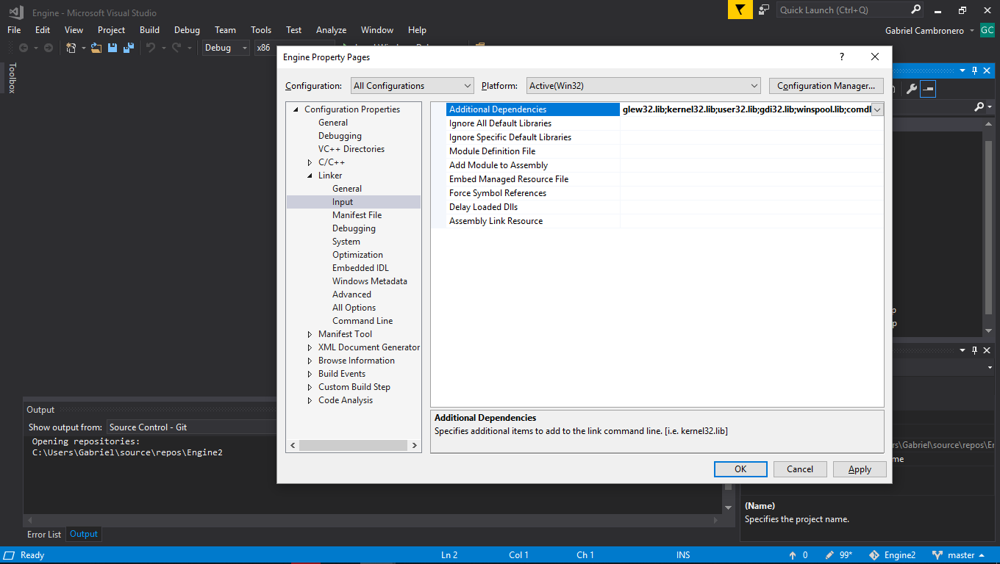 Engine - Microsoft Visual Studio
Quick Launch (Ctrl+Q)
File Edit View Project Build Debug Team Tools Test Analyze Window Help
Gabriel Cambronero GC
Debug x86
Toolbox
Engine Property Pages
? 
Configuration: All Configurations Platform: Active(Win32) Configuration Manager...
Configuration Properties
General
Debugging
VC++ Directories
C/C++
Linker
General
Input
Manifest File
Debugging
System
Optimization
Embedded IDL
Windows Metadata
Advanced
All Options
Command Line
Manifest Tool
XML Document Generator
Browse Information
Build Events
Custom Build Step
Code Analysis
Additional Dependencies glew32.lib;kernel32.lib;user32.lib;gdi32.lib;winspool.lib;comdl
Ignore All Default Libraries
Ignore Specific Default Libraries
Module Definition File
Add Module to Assembly
Embed Managed Resource File
Force Symbol References
Delay Loaded Dlls
Assembly Link Resource
Additional Dependencies
Specifies additional items to add to the link command line. [i.e. kernel32.lib]
OK Cancel Apply
p
p
rs\Gabriel\source\repos\En
me
(Name)
Specifies the project name.
Output
Show output from: Source Control - Git
Opening repositories:
C:\Users\Gabriel\source\repos\Engine2
Error List Output
Ready Ln 2 Col 1 Ch 1 INS 0 99* Engine2 master